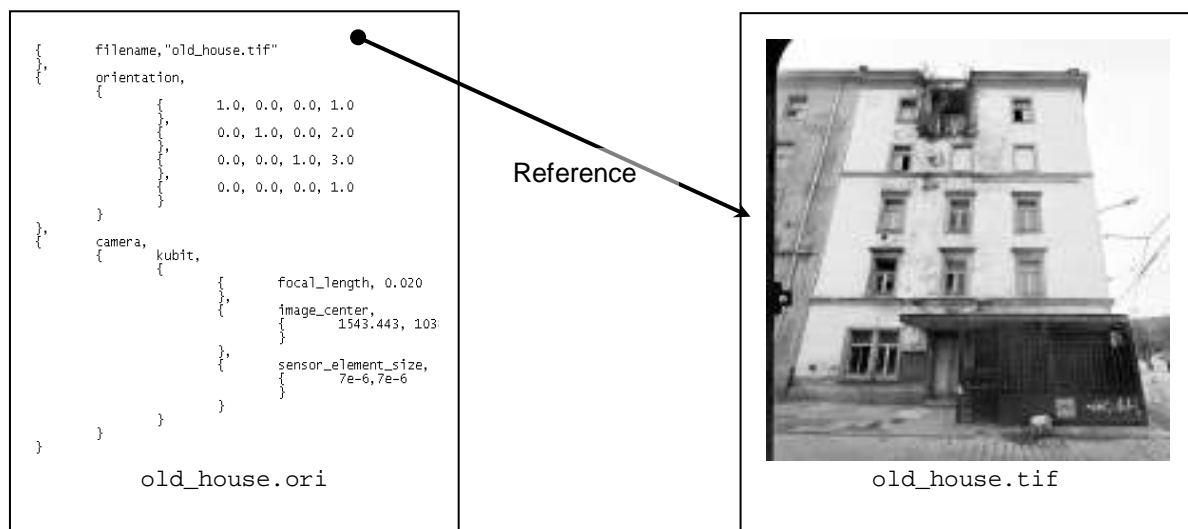 { filename,"old_house.tif"
},
{ orientation,
{
{ 1.0, 0.0, 0.0, 1.0
},
{ 0.0, 1.0, 0.0, 2.0
},
{ 0.0, 0.0, 1.0, 3.0
},
{ 0.0, 0.0, 0.0, 1.0
}
}
},
{ camera,
{ kubit,
{
{ focal_length, 0.020
},
{ image_center,
{ 1543.443, 103
}
},
{ sensor_element_size,
{ 7e-6,7e-6
}
}
}
}
}
old_house.ori
Reference
old_house.tif